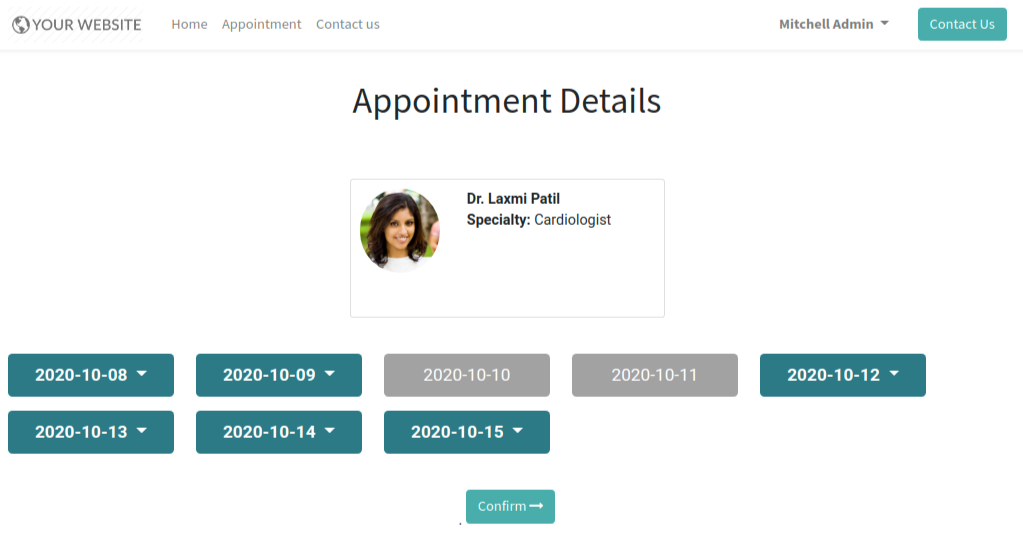 YOUR WEBSITE Home Appointment Contact us Mitchell Admin Contact Us
Appointment Details
Dr. Laxmi Patil
Specialty: Cardiologist
2020-10-08 2020-10-09 2020-10-10 2020-10-11 2020-10-12
2020-10-13 2020-10-14 2020-10-15
. Confirm